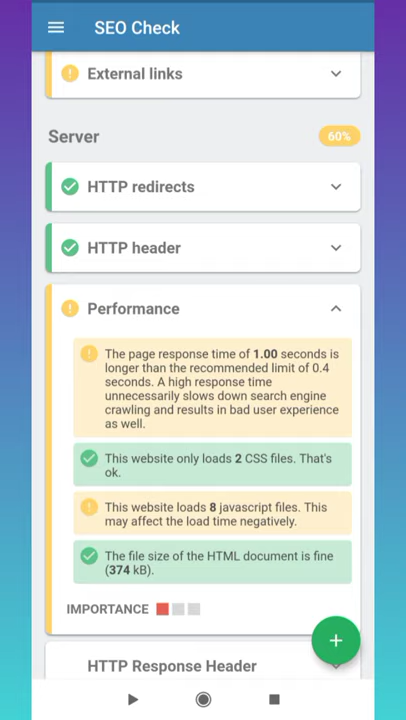 SEO Check
External links
Server
60%
HTTP redirects
HTTP header
Performance
The page response time of 1.00 seconds is
longer than the recommended limit of 0.4
seconds. A high response time
unnecessarily slows down search engine
crawling and results in bad user experience
as well.
This website only loads 2 CSS files. That's
ok.
This website loads 8 javascript files. This
may affect the load time negatively.
The file size of the HTML document is fine
(374 kB).
IMPORTANCE
HTTP Response Header